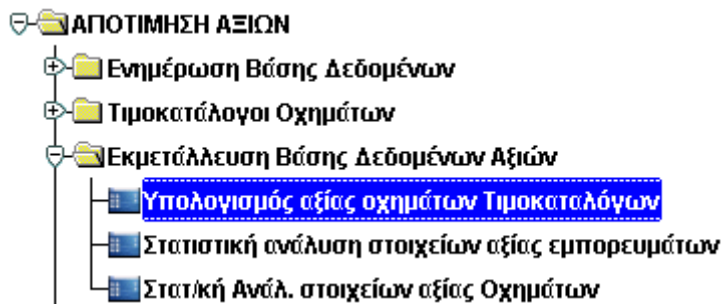 ΑΠΟΤΙΜΗΣΗ ΑΞΙΩΝ
Ενημέρωση Βάσης Δεδομένων
Τιμοκατάλογοι Οχημάτων
Εκμετάλλευση Βάσης Δεδομένων Αξιών
Υπολογισμός αξίας οχημάτων Τιμοκαταλόγων
Στατιστική ανάλυση στοιχείων αξίας εμπορευμάτων
Στατ/κή Ανάλ. στοιχείων αξίας Οχημάτων